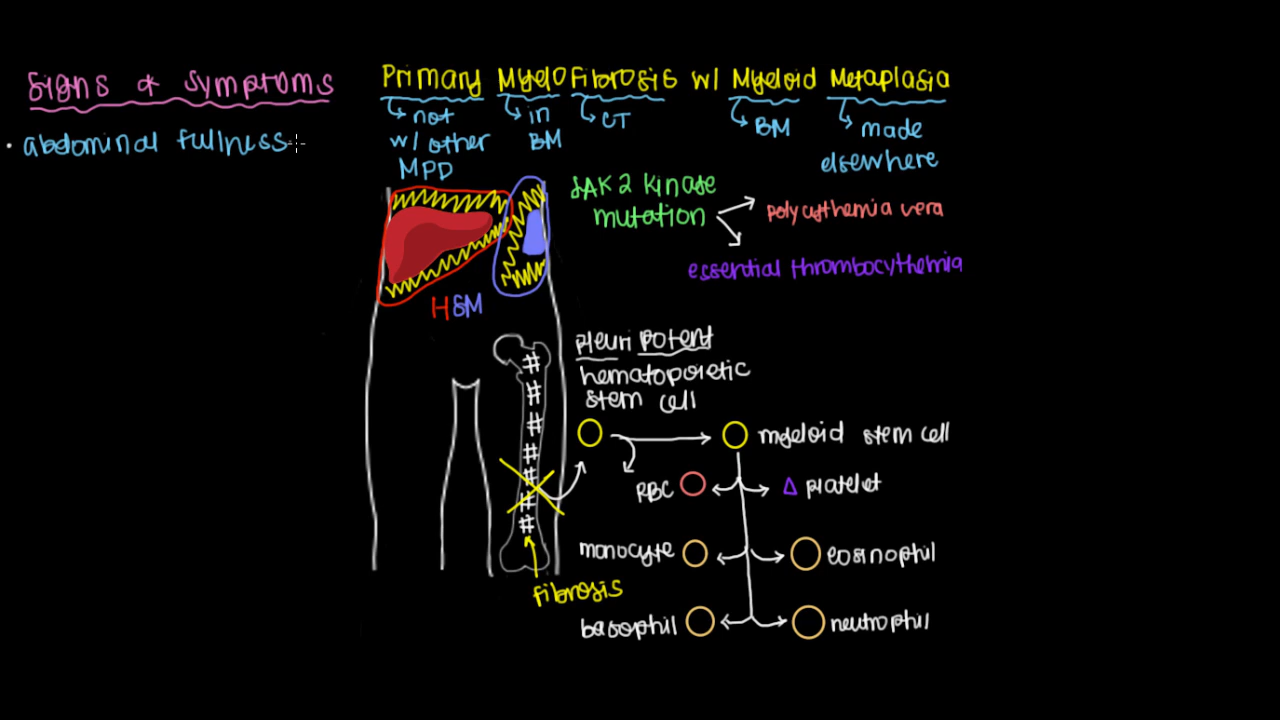 Signs & Symptoms
• abdominal fullness
Primary MyeloFibrosis w/ Myeloid Metaplasia
↳ not
w/ other
MPD
↳ in
BM
↳ CT
↳ BM
↳ made
elsewhere
JAK 2 kinase
mutation
polycythemia vera
essential thrombocythemia
HSM
pleuripotent
hematopoietic
stem cell
myeloid stem cell
RBC
Δ platelet
monocyte
eosinophil
basophil
neutrophil
#
#
#
#
#
#
#
fibrosis